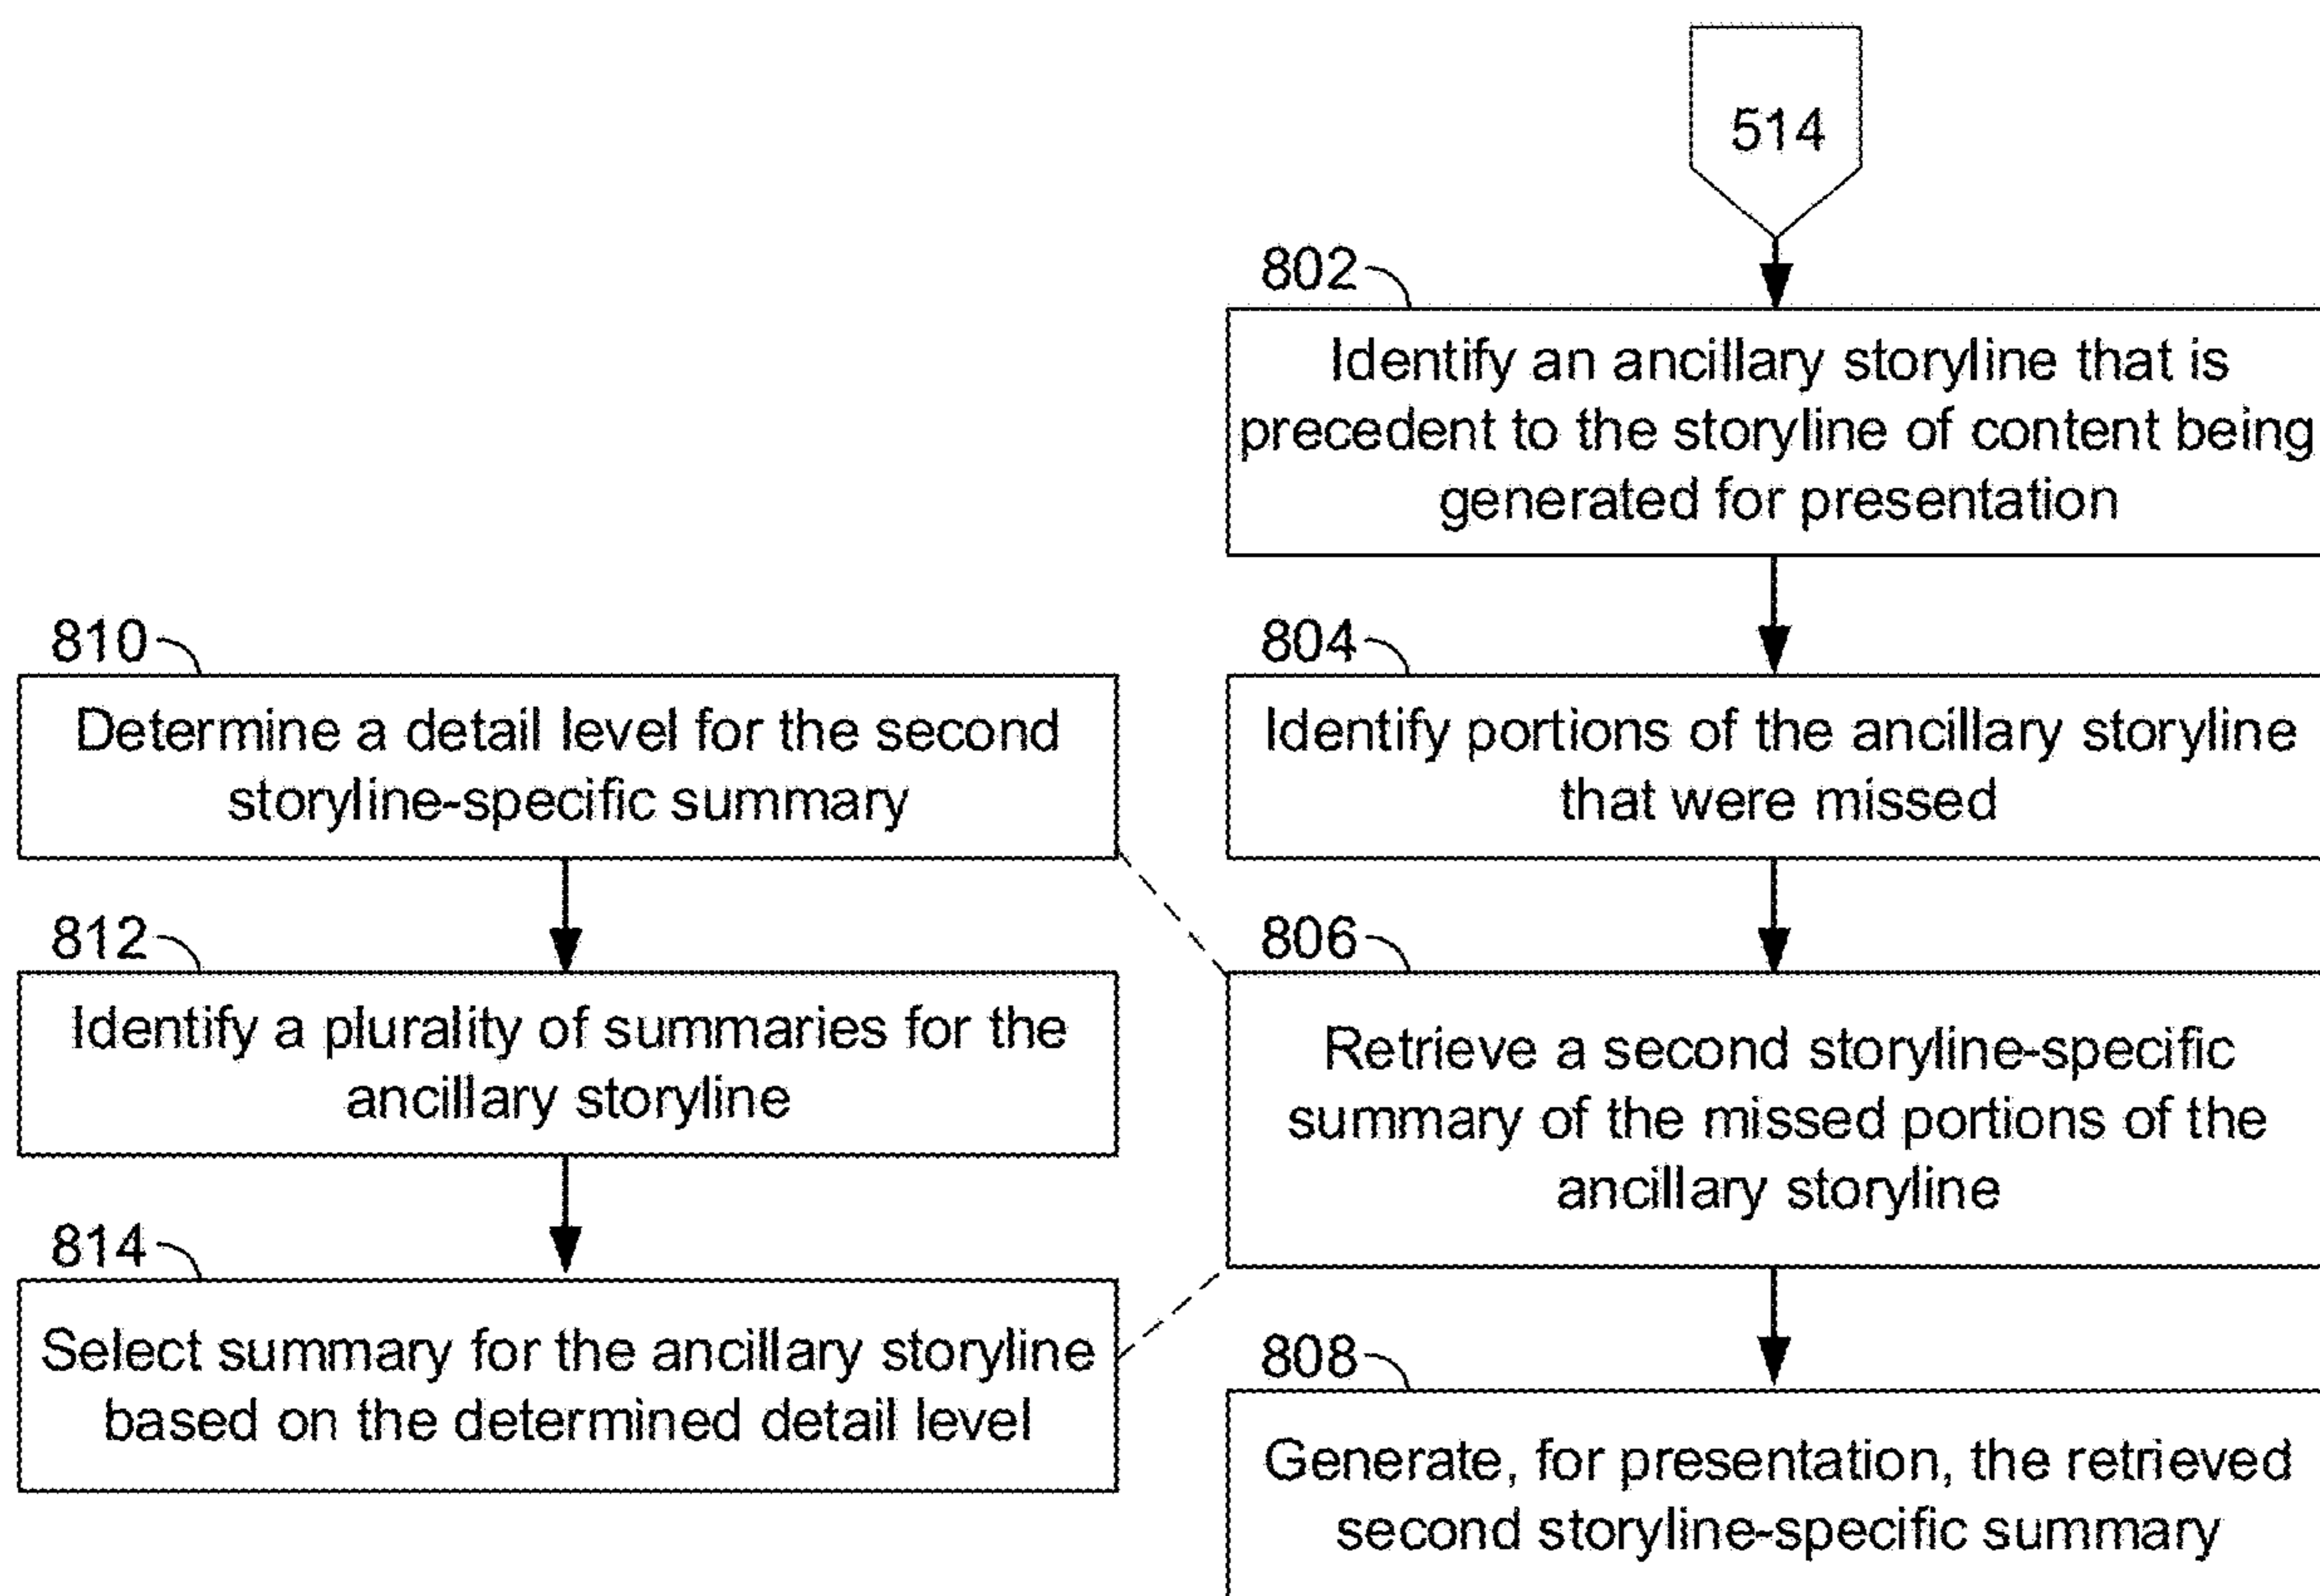 514
802
Identify an ancillary storyline that is
precedent to the storyline of content being
generated for presentation
804
Identify portions of the ancillary storyline
that were missed
806
Retrieve a second storyline-specific
summary of the missed portions of the
ancillary storyline
808
Generate, for presentation, the retrieved
second storyline-specific summary
810
Determine a detail level for the second
storyline-specific summary
812
Identify a plurality of summaries for the
ancillary storyline
814
Select summary for the ancillary storyline
based on the determined detail level